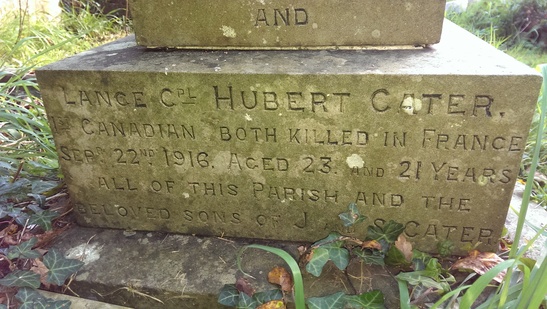 AND
LANCE CPL HUBERT CATER.
CANADIAN BOTH KILLED IN FRANCE
SEPT 22ND 1916. AGED 23. AND 21 YEARS
ALL OF THIS PARISH AND THE
BELOVED SONS OF J. S. CATER